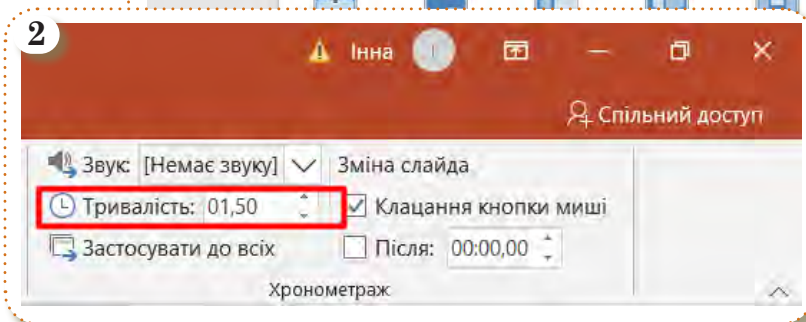 2
Інна
Спільний доступ
Звук: [Немає звуку] Зміна слайда
Тривалість: 01,50 Клацання кнопки миші
Застосувати до всіх Після: 00:00,00
Хронометраж